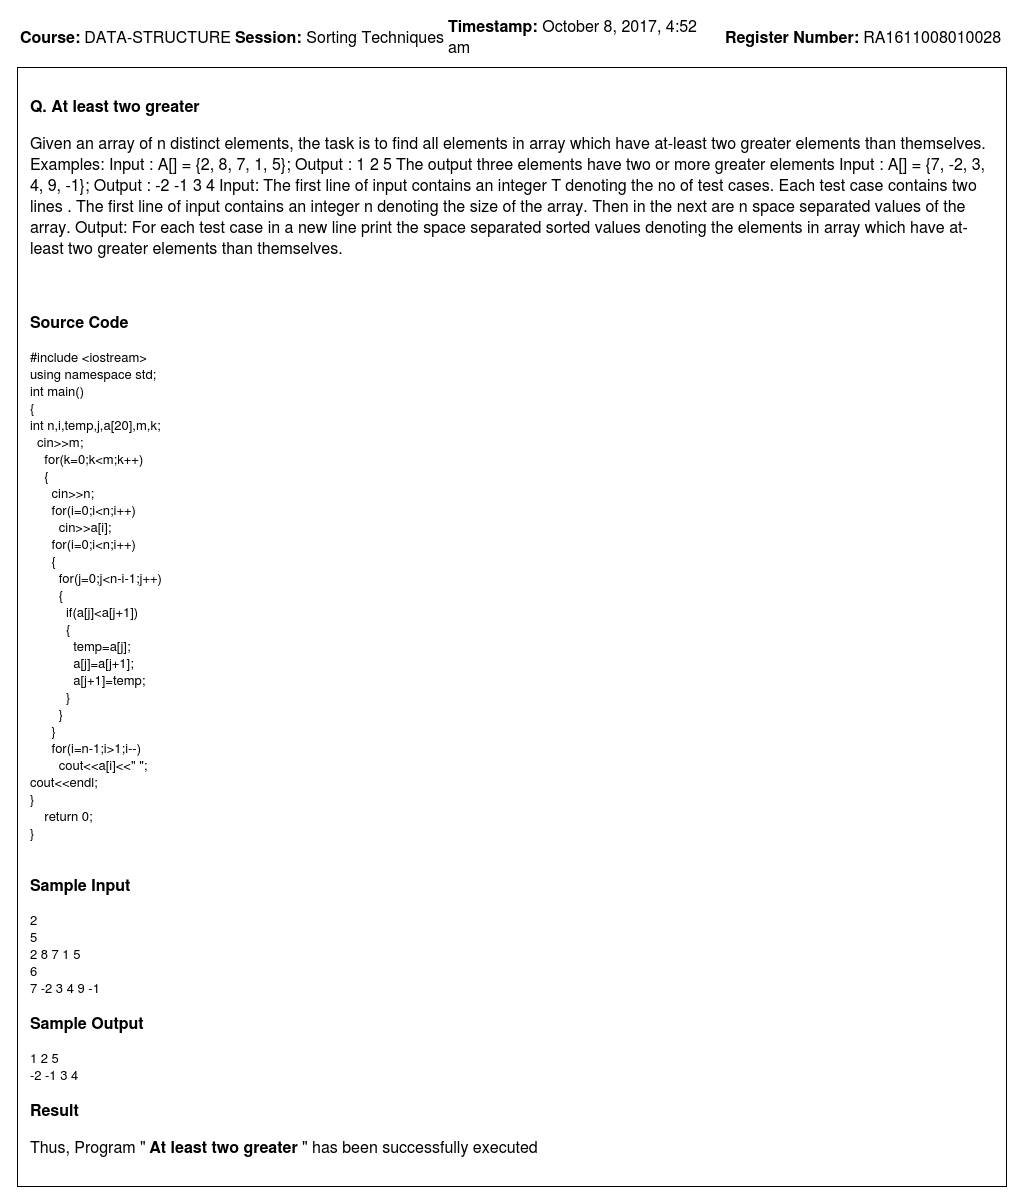 Course: DATA-STRUCTURE Session: Sorting Techniques Timestamp: October 8, 2017, 4:52 am Register Number: RA1611008010028
Q. At least two greater
Given an array of n distinct elements, the task is to find all elements in array which have at-least two greater elements than themselves.
Examples: Input : A[] = {2, 8, 7, 1, 5}; Output : 1 2 5 The output three elements have two or more greater elements Input : A[] = {7, -2, 3,
4, 9, -1}; Output : -2 -1 3 4 Input: The first line of input contains an integer T denoting the no of test cases. Each test case contains two
lines . The first line of input contains an integer n denoting the size of the array. Then in the next are n space separated values of the
array. Output: For each test case in a new line print the space separated sorted values denoting the elements in array which have at-
least two greater elements than themselves.
Source Code
#include <iostream>
using namespace std;
int main()
{
int n,i,temp,j,a[20],m,k;
cin>>m;
for(k=0;k<m;k++)
{
cin>>n;
for(i=0;i<n;i++)
cin>>a[i];
for(i=0;i<n;i++)
{
for(j=0;j<n-i-1;j++)
{
if(a[j]<a[j+1])
{
temp=a[j];
a[j]=a[j+1];
a[j+1]=temp;
}
}
}
for(i=n-1;i>1;i--)
cout<<a[i]<<" ";
cout<<endl;
}
return 0;
}
Sample Input
2
5
2 8 7 1 5
6
7 -2 3 4 9 -1
Sample Output
1 2 5
-2 -1 3 4
Result
Thus, Program " At least two greater " has been successfully executed